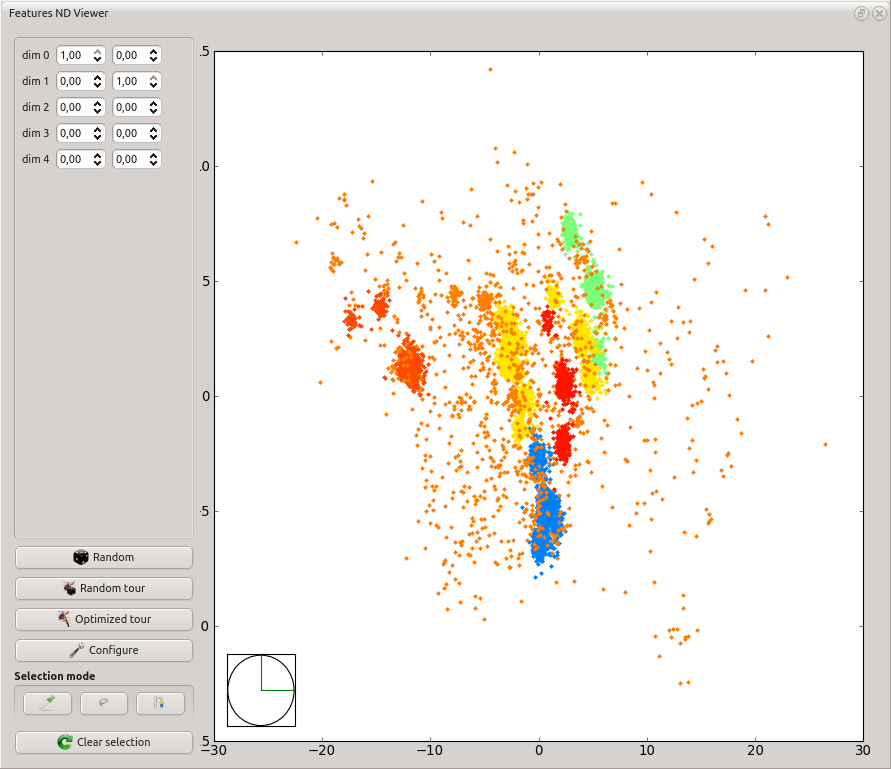 Features ND Viewer
dim 0 1,00 0,00
dim 1 0,00 1,00
dim 2 0,00 0,00
dim 3 0,00 0,00
dim 4 0,00 0,00
Random
Random tour
Optimized tour
Configure
Selection mode
Clear selection
.5
.0
5
0
.5
0
.5
−30 −20 −10 0 10 20 30